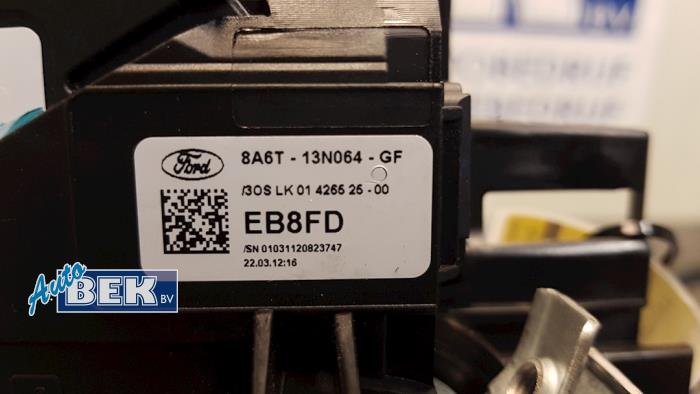 Ford
8A6T - 13N064 - GF
/3OS LK 01 4265 25 - 00
EB8FD
/SN 01031120823747
22.03.12:16
Auto
BEK BV